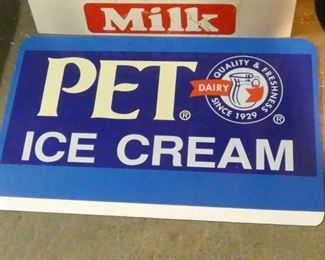 Milk
PET®
QUALITY & FRESHNESS
DAIRY
SINCE 1929
®
ICE CREAM